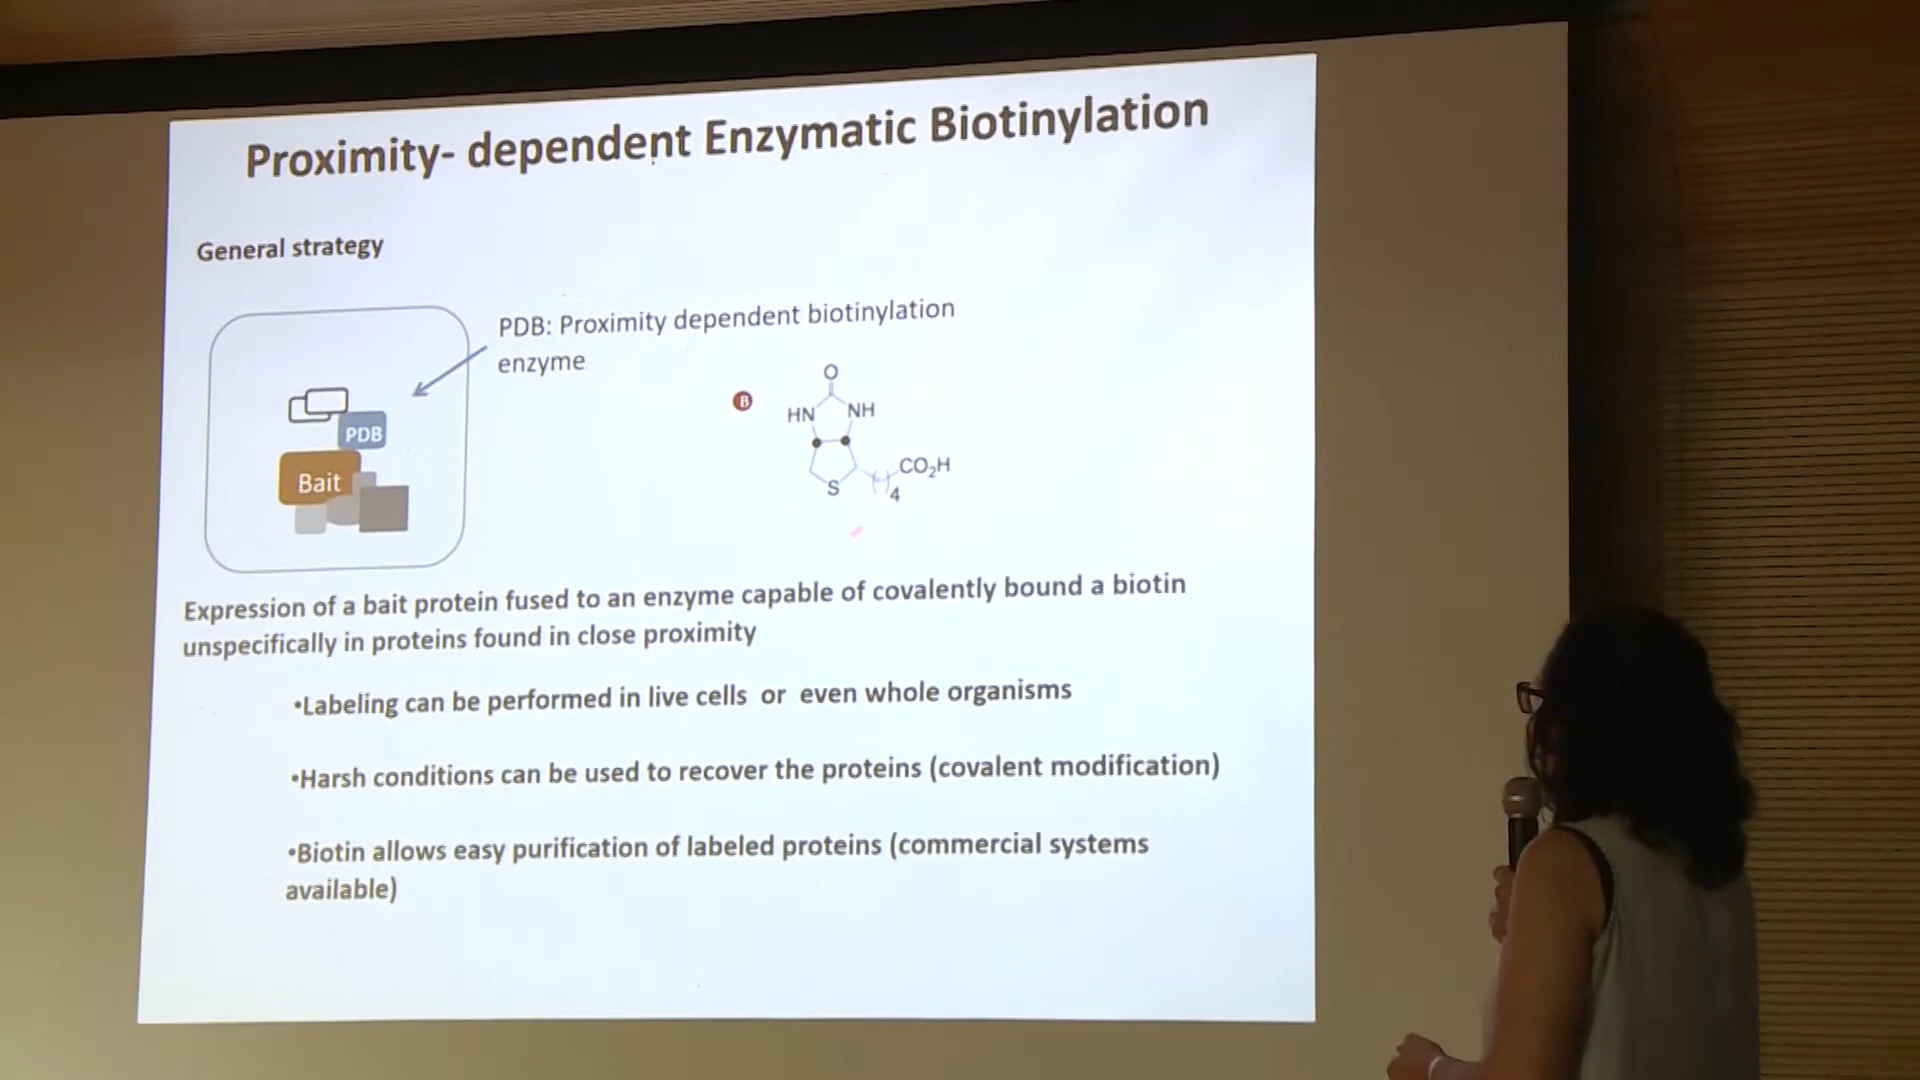 Proximity- dependent Enzymatic Biotinylation
General strategy
PDB: Proximity dependent biotinylation
enzyme
PDB
Bait
B
O
HN
NH
S
4
CO₂H
Expression of a bait protein fused to an enzyme capable of covalently bound a biotin
unspecifically in proteins found in close proximity
•Labeling can be performed in live cells or even whole organisms
•Harsh conditions can be used to recover the proteins (covalent modification)
•Biotin allows easy purification of labeled proteins (commercial systems
available)